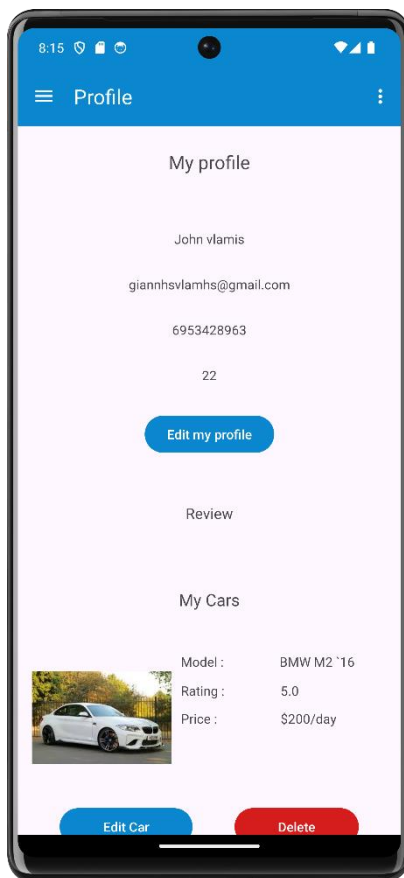 8:15
Profile
My profile
John vlamis
giannhsvlamhs@gmail.com
6953428963
22
Edit my profile
Review
My Cars
Model : BMW M2 `16
Rating : 5.0
Price : $200/day
Edit Car Delete